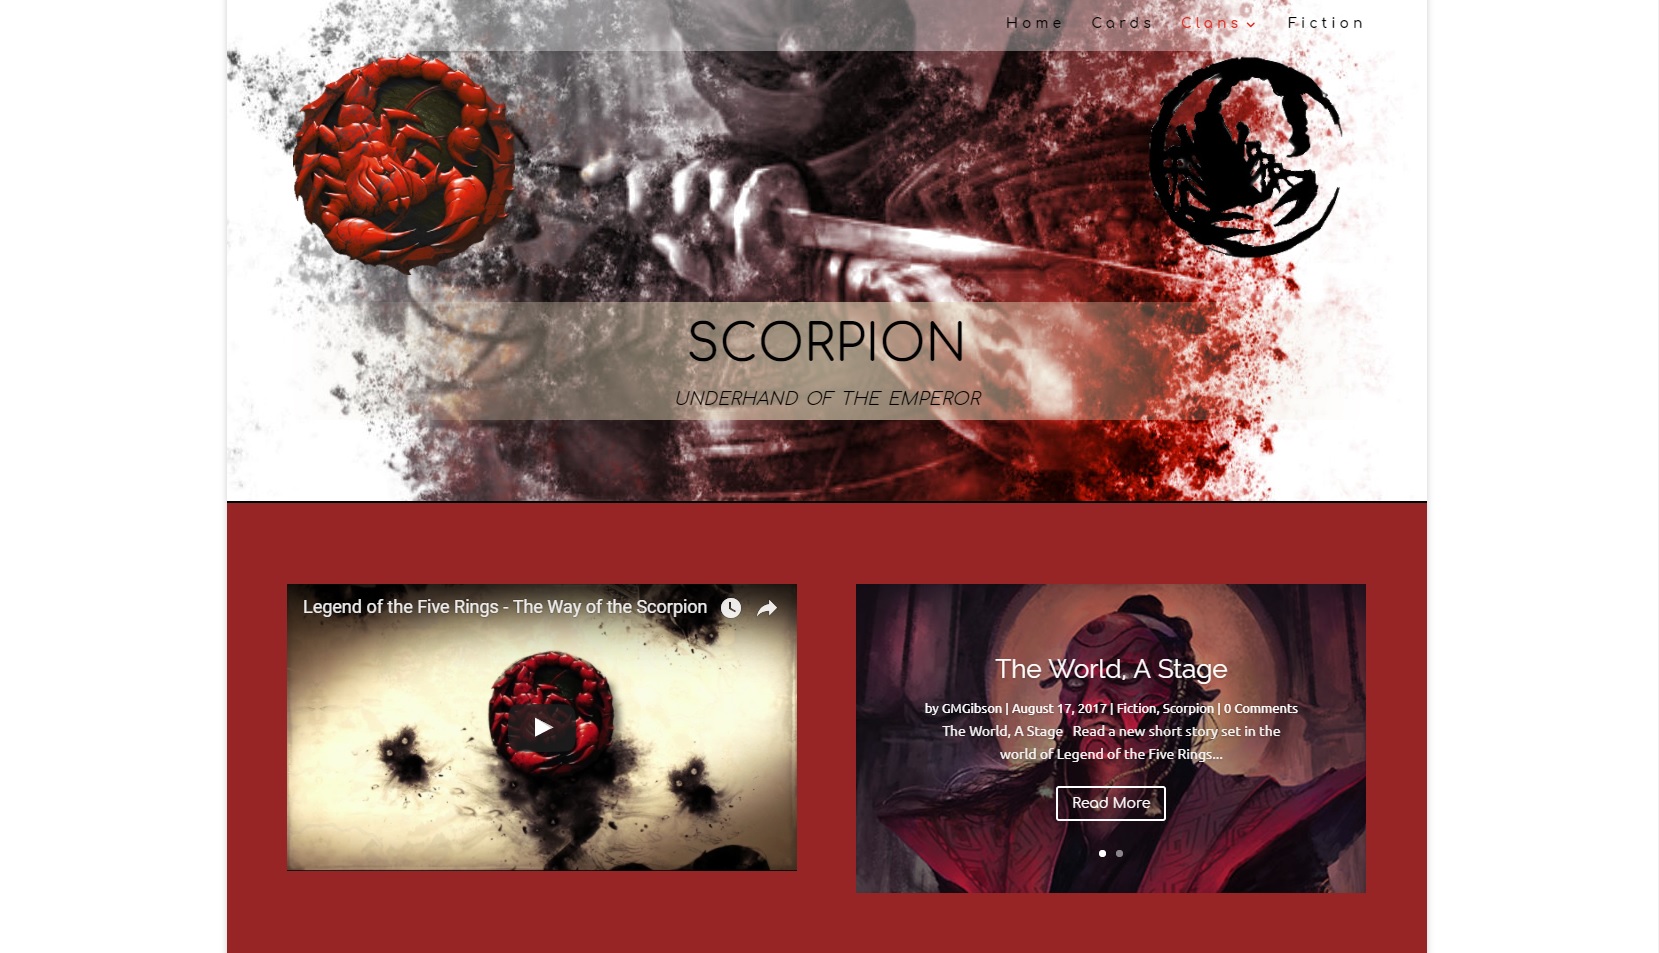 Home Cards Clans Fiction
SCORPION
UNDERHAND OF THE EMPEROR
Legend of the Five Rings - The Way of the Scorpion
The World, A Stage
by GMGibson | August 17, 2017 | Fiction, Scorpion | 0 Comments
The World, A Stage Read a new short story set in the
world of Legend of the Five Rings...
Read More